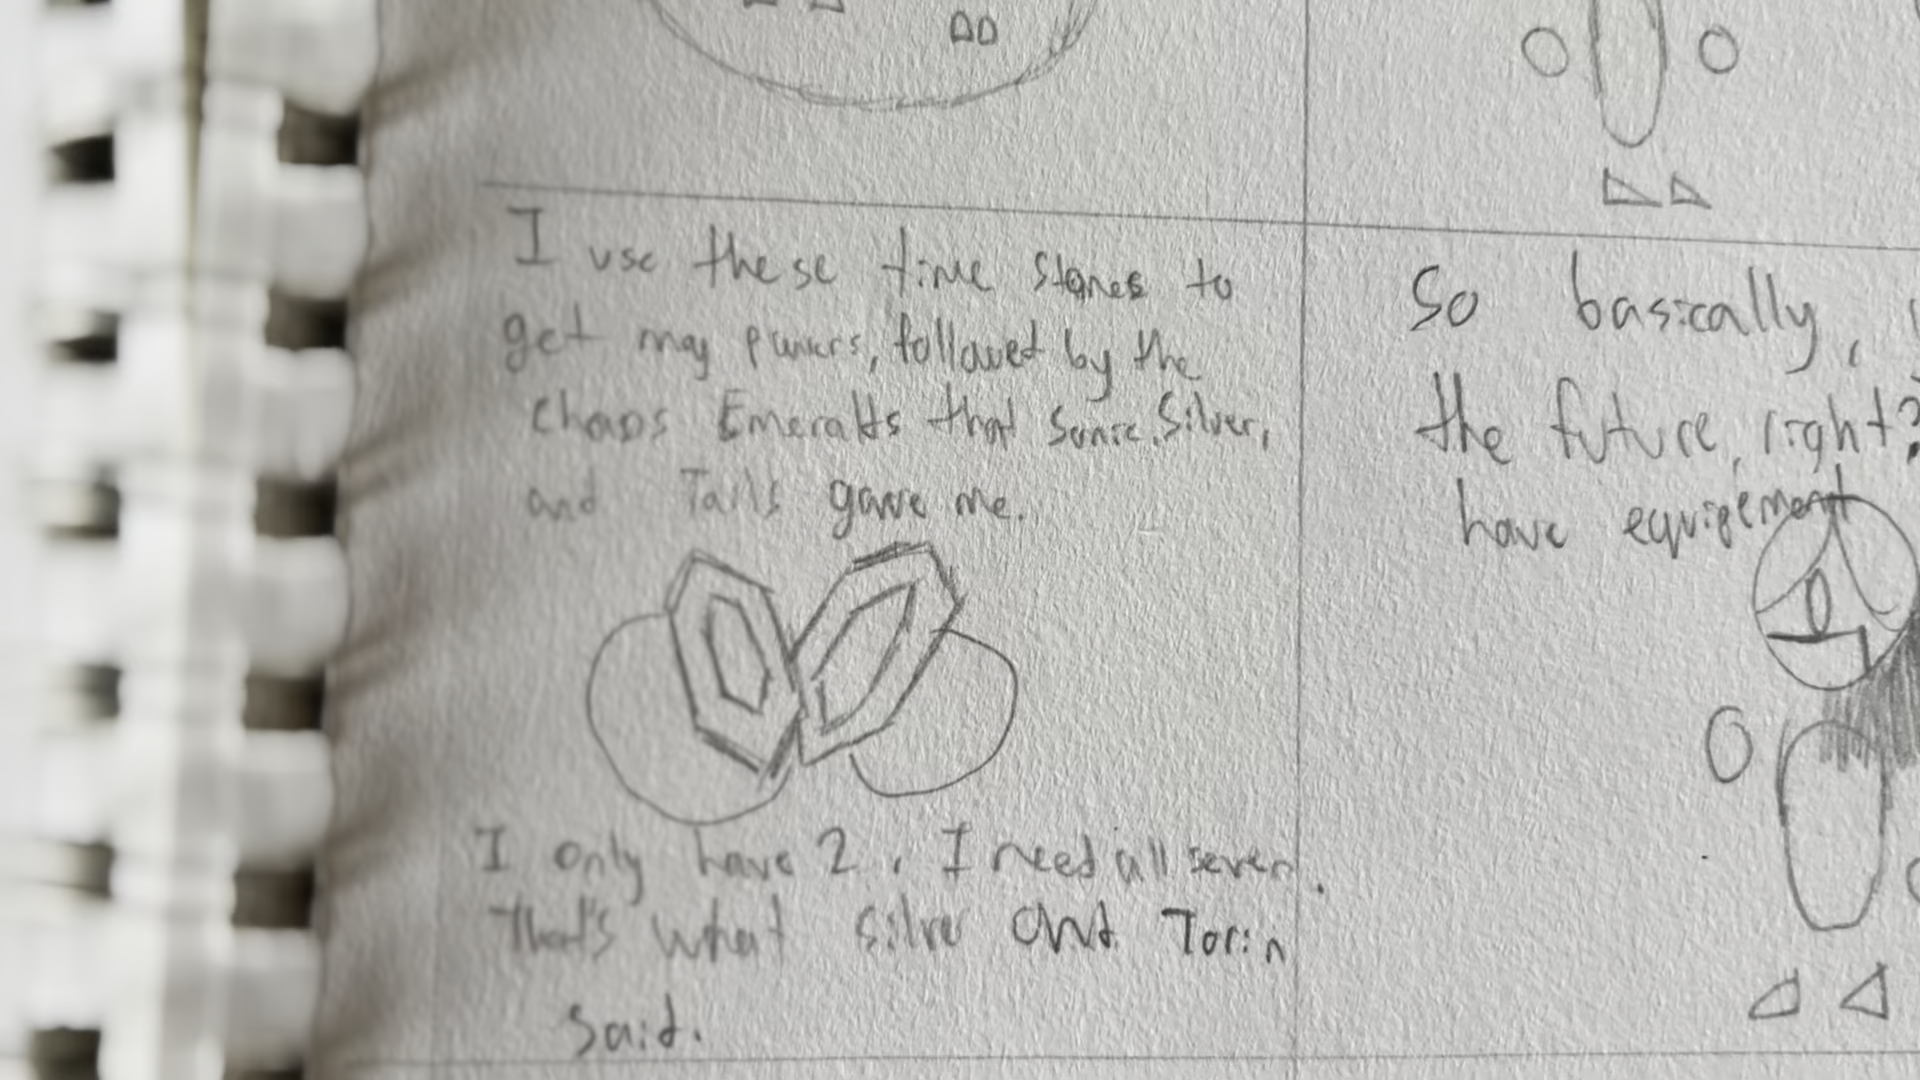 I use these time stones to
get may powers, followed by the
Chaos Emeralds that Sonic, Silver,
and Tails gave me.
I only have 2, I need all seven.
That's what silver and Torin
said.
So basically,
the future, right?
have equipement